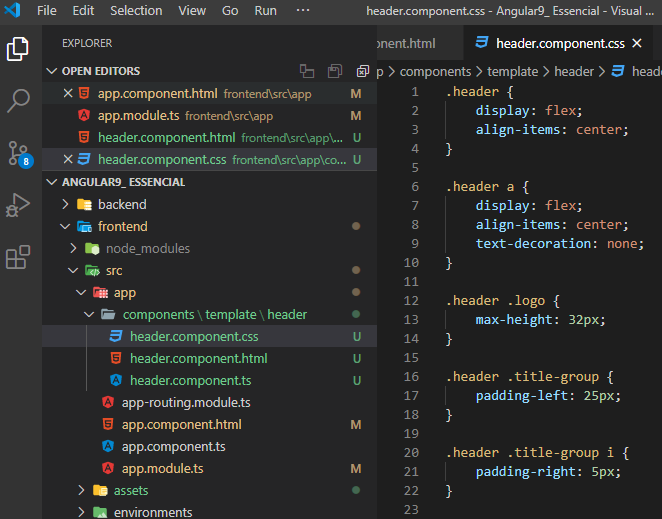 File Edit Selection View Go Run ··· header.component.css - Angular9_ Essencial - Visual ...
EXPLORER
OPEN EDITORS
app.component.html frontend\src\app M
app.module.ts frontend\src\app M
header.component.html frontend\src\app\... U
header.component.css frontend\src\app\co... U
8
ANGULAR9_ ESSENCIAL
backend
frontend
node_modules
src
app
components \ template \ header
header.component.css U
header.component.html U
header.component.ts U
app-routing.module.ts
app.component.html M
app.component.ts
app.module.ts M
assets
environments
onent.html header.component.css
p > components > template > header > heade
1 .header {
2 display: flex;
3 align-items: center;
4 }
5
6 .header a {
7 display: flex;
8 align-items: center;
9 text-decoration: none;
10 }
11
12 .header .logo {
13 max-height: 32px;
14 }
15
16 .header .title-group {
17 padding-left: 25px;
18 }
19
20 .header .title-group i {
21 padding-right: 5px;
22 }
23